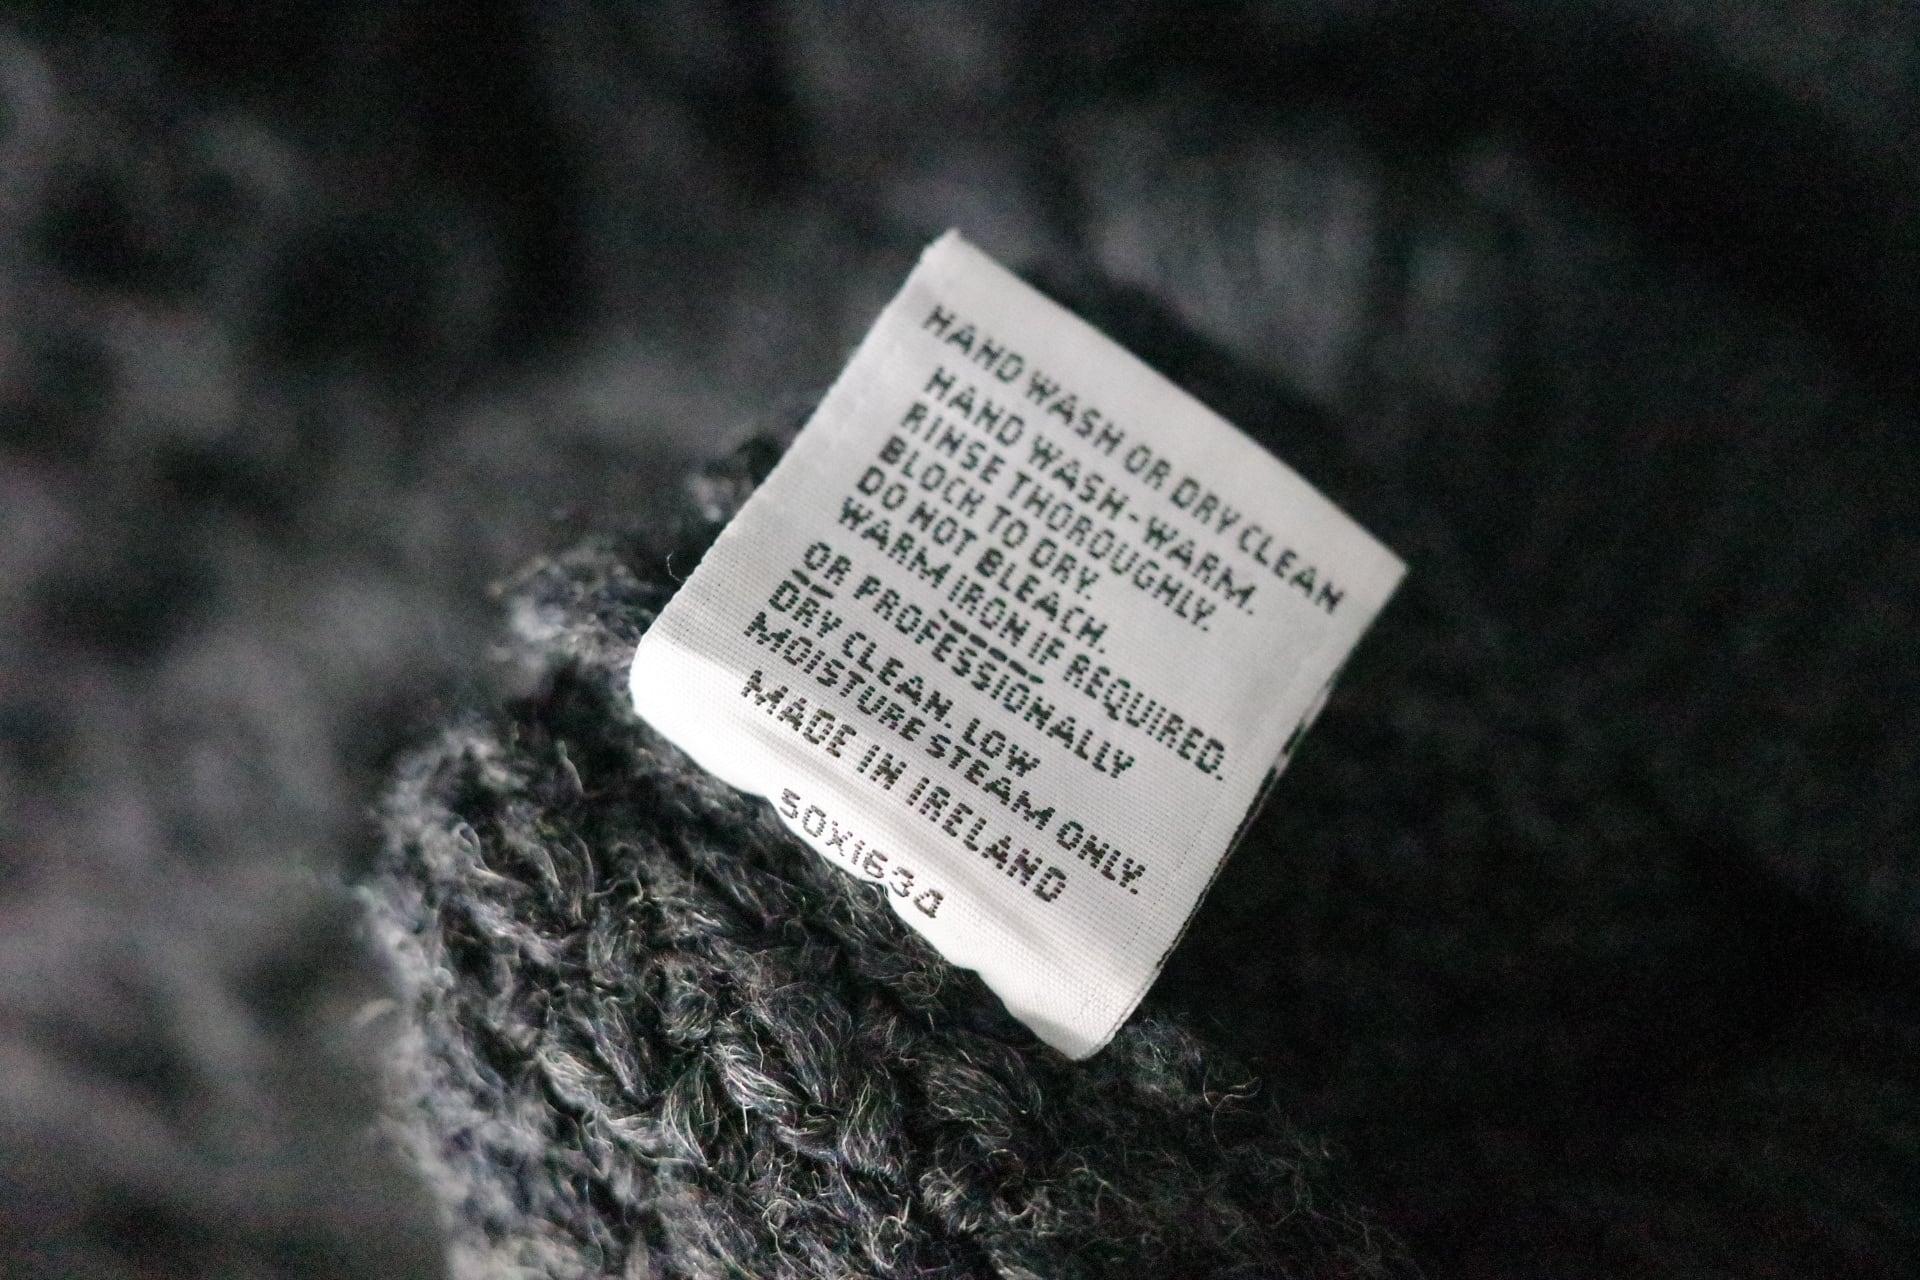 HAND WASH OR DRY CLEAN
HAND WASH-WARM.
RINSE THOROUGHLY.
BLOCK TO DRY.
DO NOT BLEACH.
WARM IRON IF REQUIRED.
OR PROFESSIONALLY
DRY CLEAN. LOW
MOISTURE STEAM ONLY.
MADE IN IRELAND